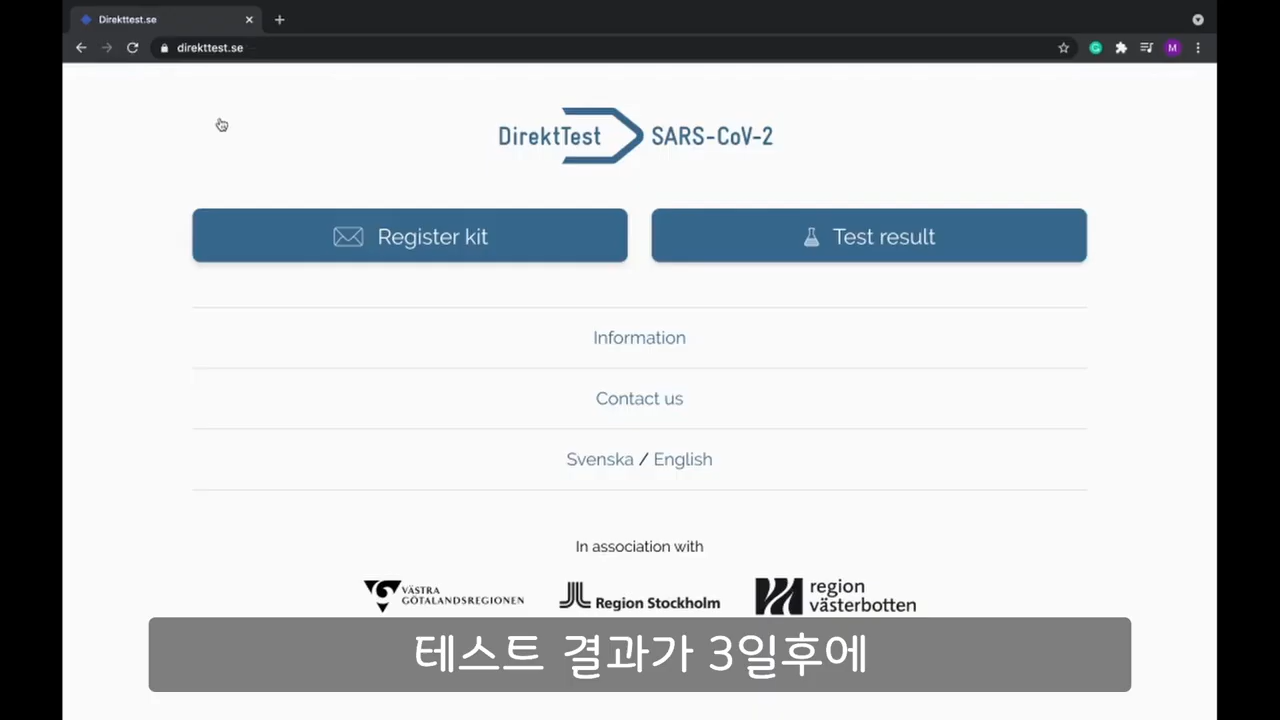 Direkttest.se
direkttest.se
M
DirektTest SARS-CoV-2
Register kit
Test result
Information
Contact us
Svenska / English
In association with
VÄSTRA
GÖTALANDSREGIONEN
Region Stockholm
region
västerbotten
테스트 결과가 3일후에